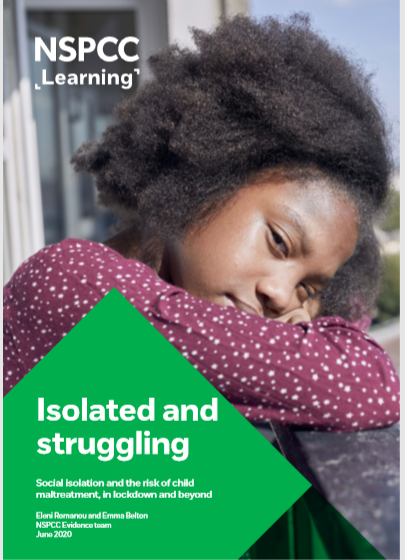 NSPCC
Learning
Isolated and
struggling
Social isolation and the risk of child
maltreatment, in lockdown and beyond
Eleni Romanou and Emma Belton
NSPCC Evidence team
June 2020